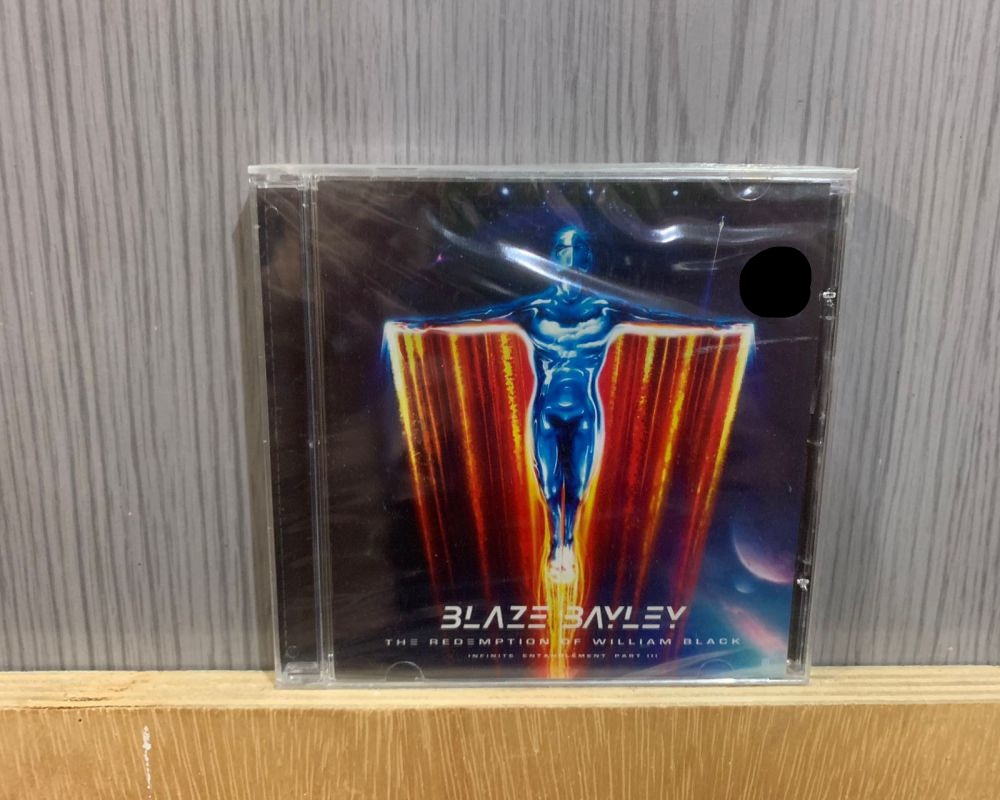 BLAZE BAYLEY
THE REDEMPTION OF WILLIAM BLACK
INFINITE ENTANGLEMENT PART III